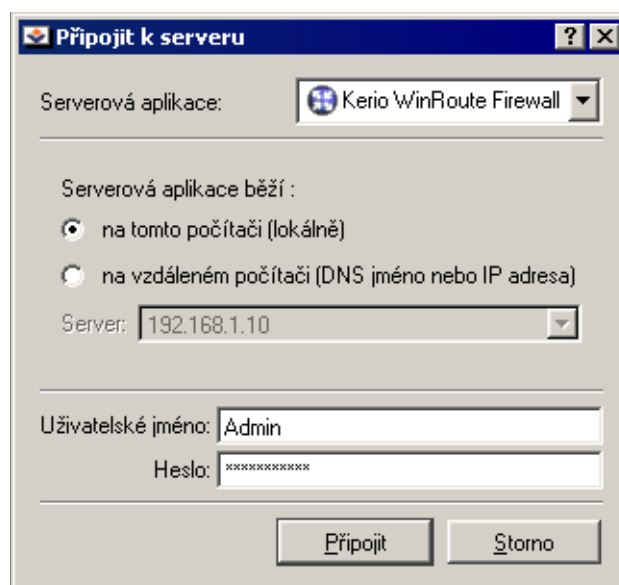 Připojit k serveru
Serverová aplikace: Kerio WinRoute Firewall
Serverová aplikace běží :
na tomto počítači (lokálně)
na vzdáleném počítači (DNS jméno nebo IP adresa)
Server: 192.168.1.10
Uživatelské jméno: Admin
Heslo: ***********
Připojit Storno